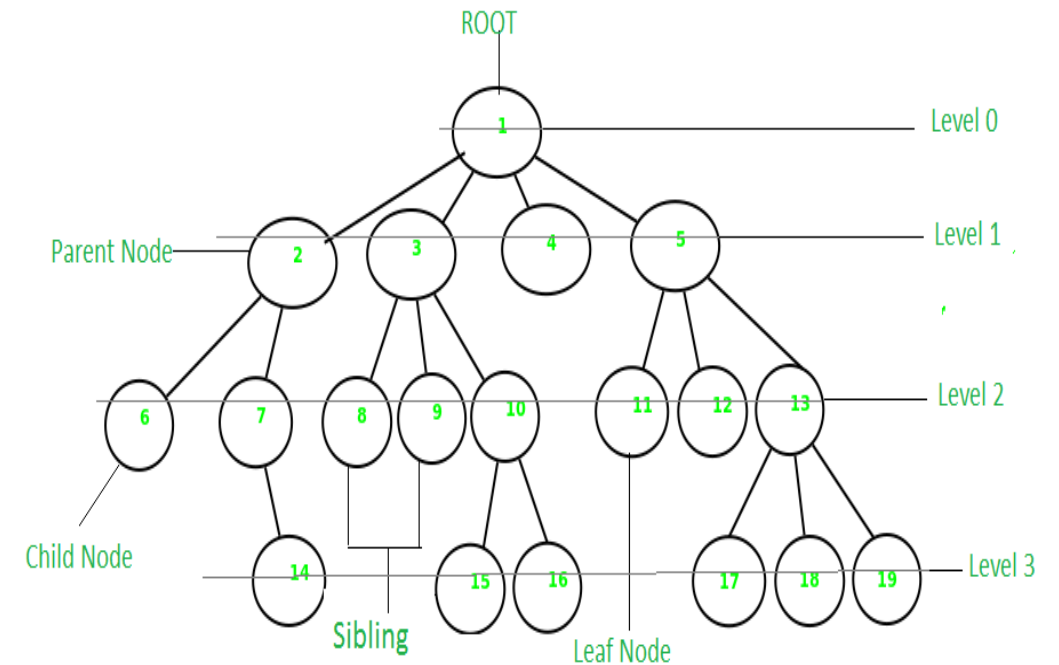 ROOT
1
Level 0
Parent Node
2
3
4
5
Level 1
6
7
8
9
10
11
12
13
Level 2
Child Node
14
15
16
17
18
19
Level 3
Sibling
Leaf Node